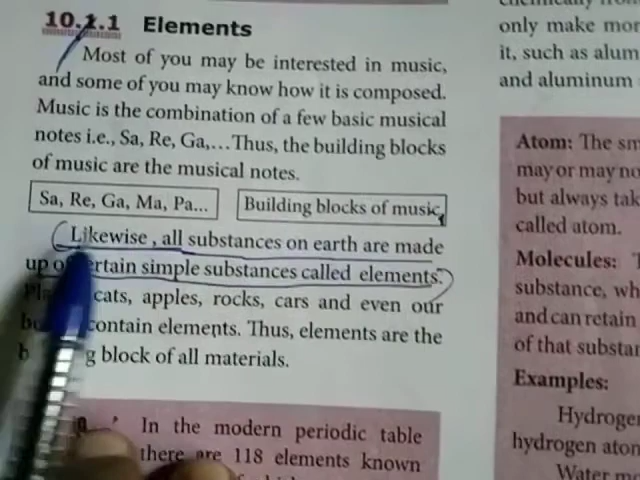 10.1.1 Elements
Most of you may be interested in music,
and some of you may know how it is composed.
Music is the combination of a few basic musical
notes i.e., Sa, Re, Ga,...Thus, the building blocks
of music are the musical notes.
Sa, Re, Ga, Ma, Pa...
Building blocks of music
Likewise, all substances on earth are made
up of certain simple substances called elements.
cats, apples, rocks, cars and even our
contain elements. Thus, elements are the
block of all materials.
In the modern periodic table
there are 118 elements known
only make mor
it, such as alum
and aluminum
Atom: The sm
may or may no
but always tak
called atom.
Molecules:
substance, wh
and can retain
of that substan
Examples:
Hydroger
hydrogen atom
Water mo